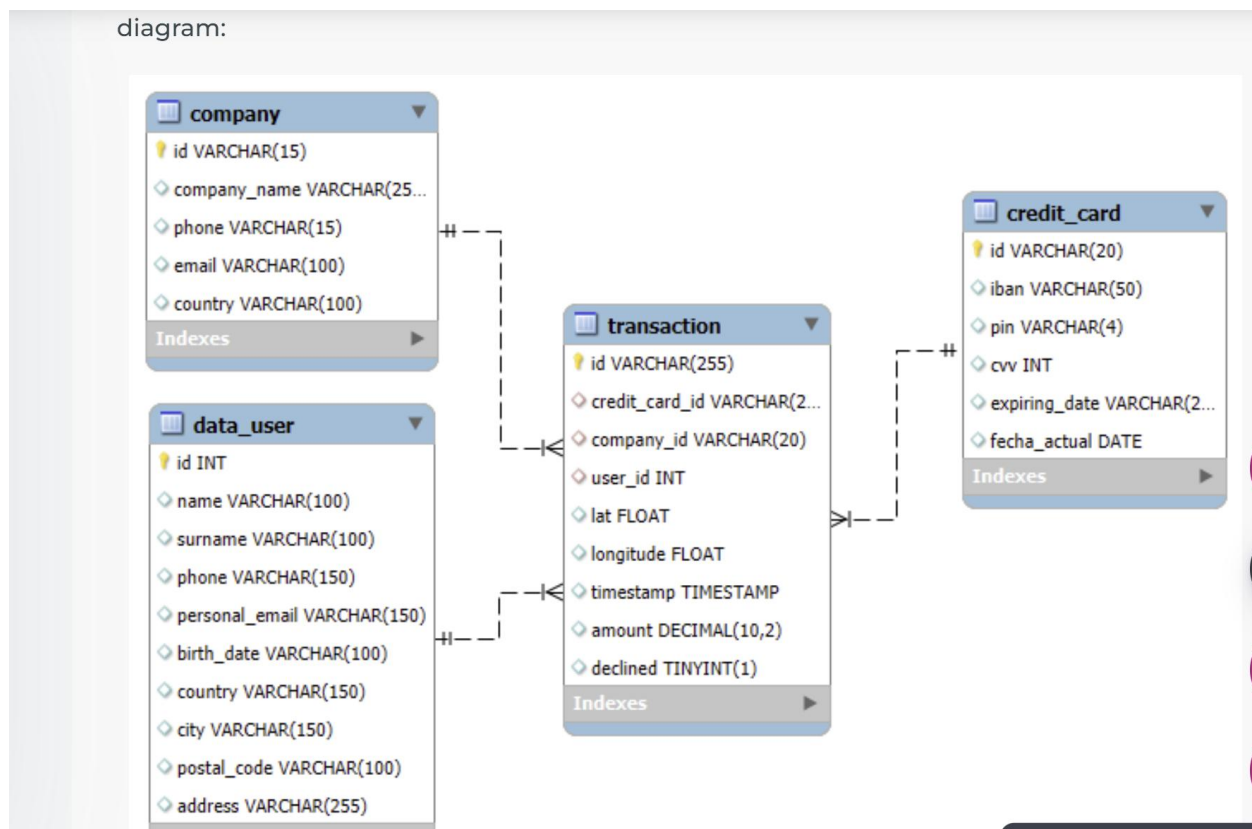 diagram:
company
id VARCHAR(15)
company_name VARCHAR(25...
phone VARCHAR(15)
email VARCHAR(100)
country VARCHAR(100)
Indexes
data_user
id INT
name VARCHAR(100)
surname VARCHAR(100)
phone VARCHAR(150)
personal_email VARCHAR(150)
birth_date VARCHAR(100)
country VARCHAR(150)
city VARCHAR(150)
postal_code VARCHAR(100)
address VARCHAR(255)
transaction
id VARCHAR(255)
credit_card_id VARCHAR(2...
company_id VARCHAR(20)
user_id INT
lat FLOAT
longitude FLOAT
timestamp TIMESTAMP
amount DECIMAL(10,2)
declined TINYINT(1)
Indexes
credit_card
id VARCHAR(20)
iban VARCHAR(50)
pin VARCHAR(4)
cvv INT
expiring_date VARCHAR(2...
fecha_actual DATE
Indexes